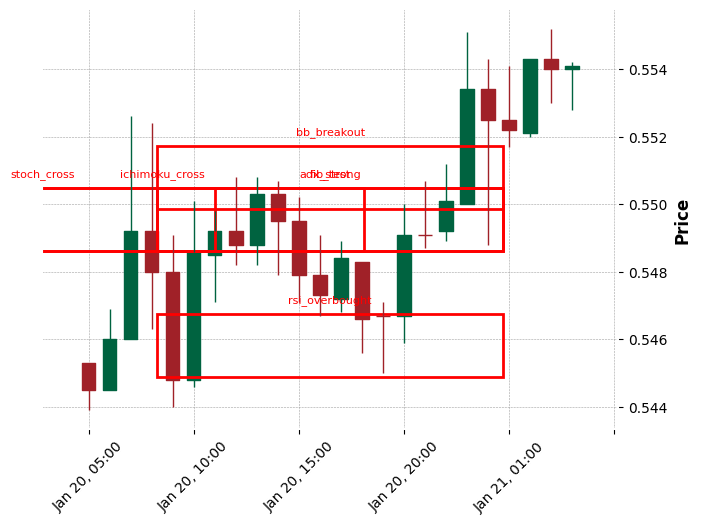 0.554
bb_breakout
0.552
stoch_cross
ichimoku_cross
adx_strong
0.550
Price
0.548
rsi_overbought
0.546
0.544
Jan 20, 05:00
Jan 20, 10:00
Jan 20, 15:00
Jan 20, 20:00
Jan 21, 01:00